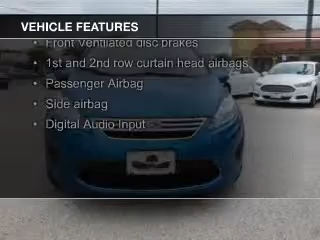 VEHICLE FEATURES
• Front Ventilated disc brakes
• 1st and 2nd row curtain head airbags
• Passenger Airbag
• Side airbag
• Digital Audio Input